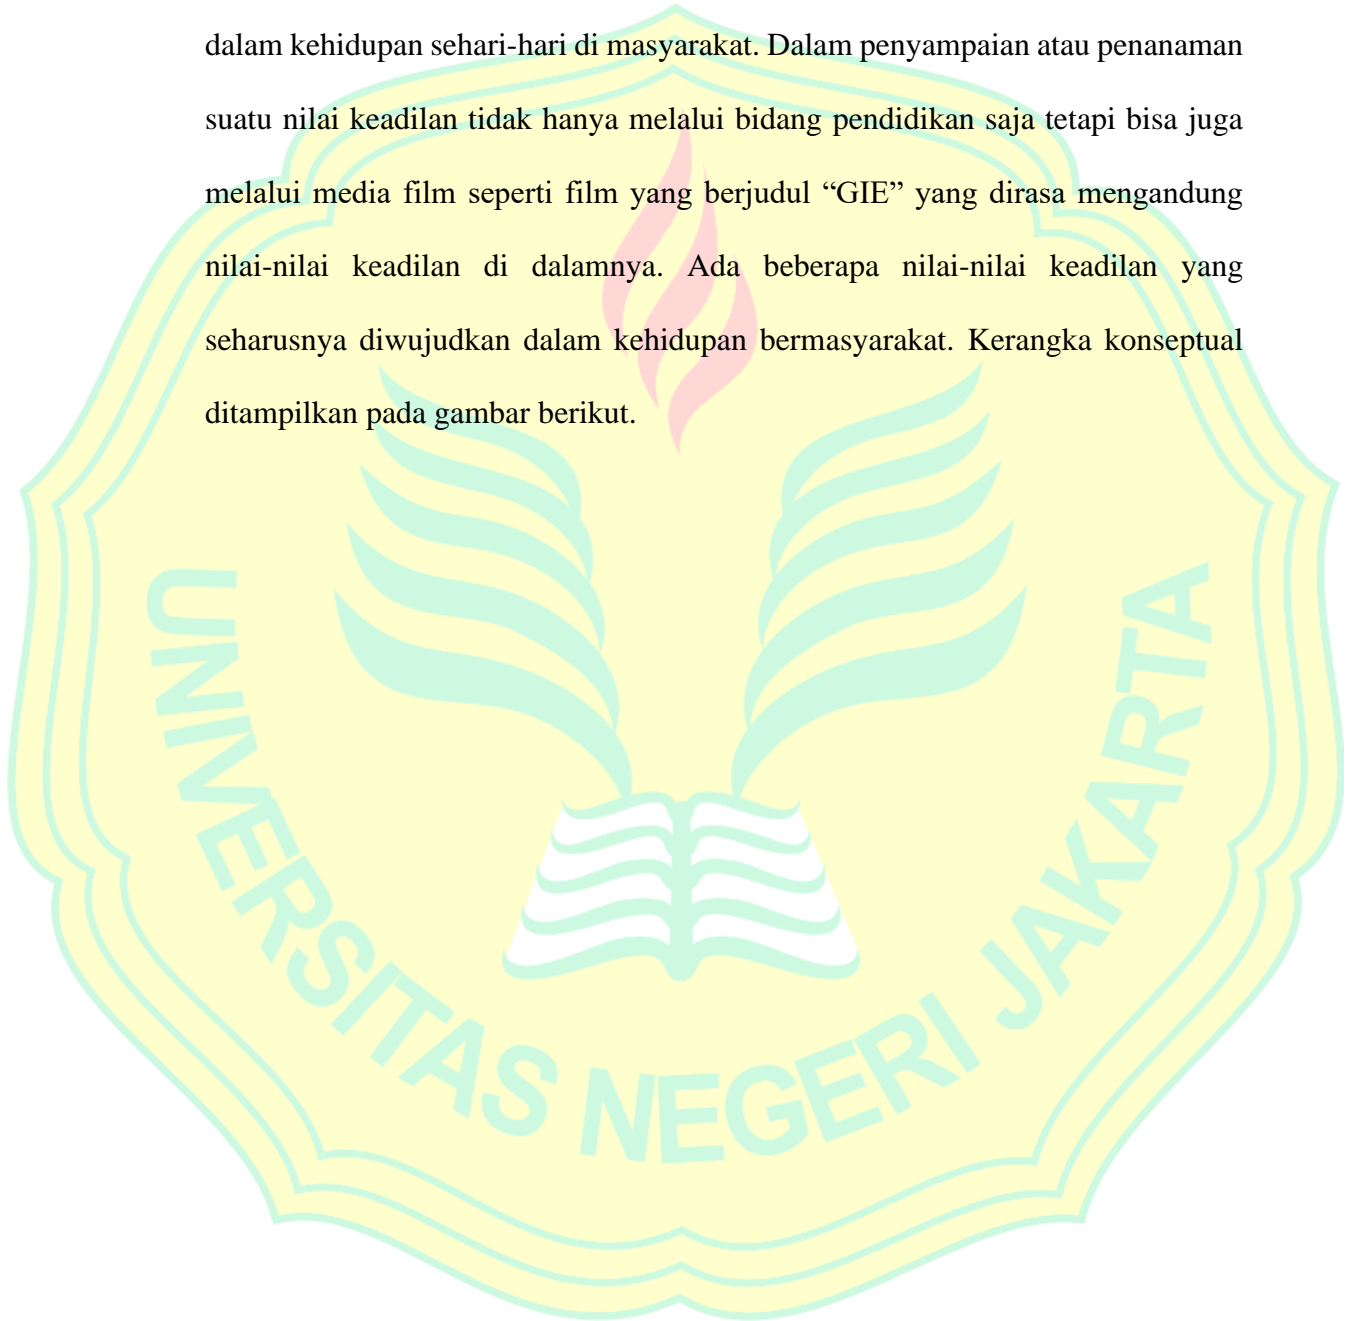 dalam kehidupan sehari-hari di masyarakat. Dalam penyampaian atau penanaman
suatu nilai keadilan tidak hanya melalui bidang pendidikan saja tetapi bisa juga
melalui media film seperti film yang berjudul “GIE” yang dirasa mengandung
nilai-nilai keadilan di dalamnya. Ada beberapa nilai-nilai keadilan yang
seharusnya diwujudkan dalam kehidupan bermasyarakat. Kerangka konseptual
ditampilkan pada gambar berikut.
UNIVERSITAS NEGERI JAKARTA